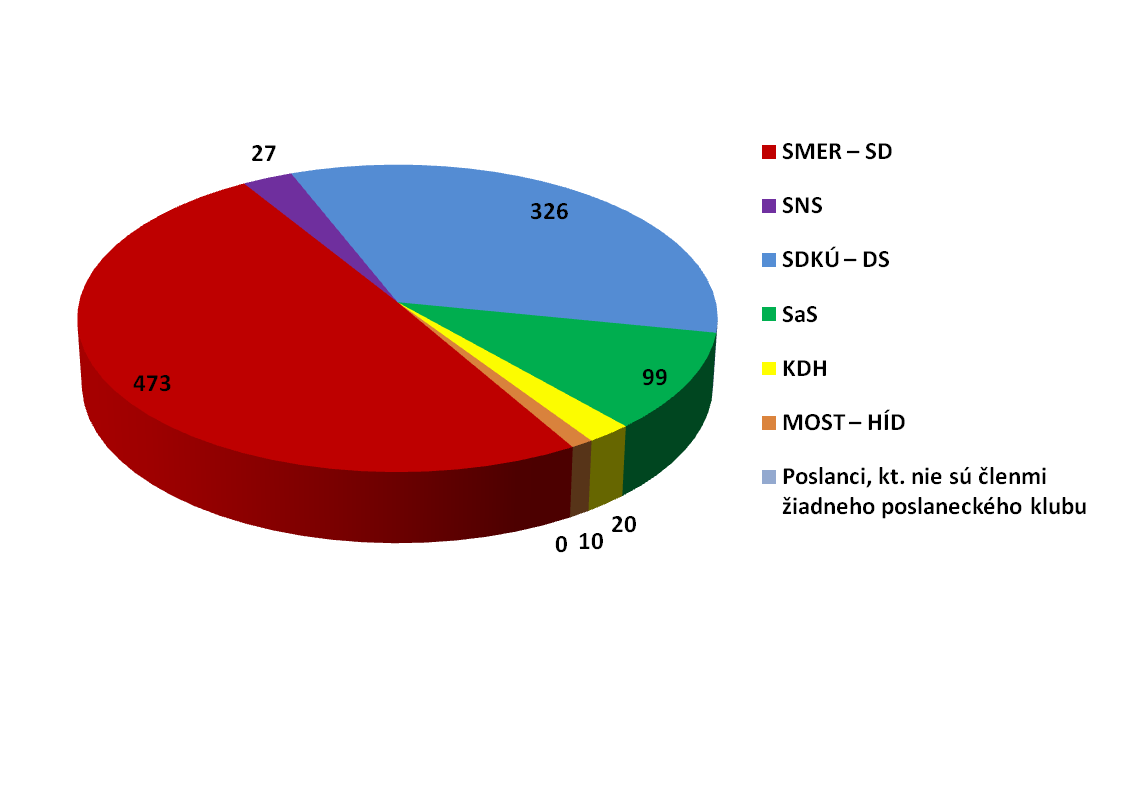 27
326
473
99
20
10
0
SMER – SD
SNS
SDKÚ – DS
SaS
KDH
MOST – HÍD
Poslanci, kt. nie sú členmi
žiadneho poslaneckého klubu